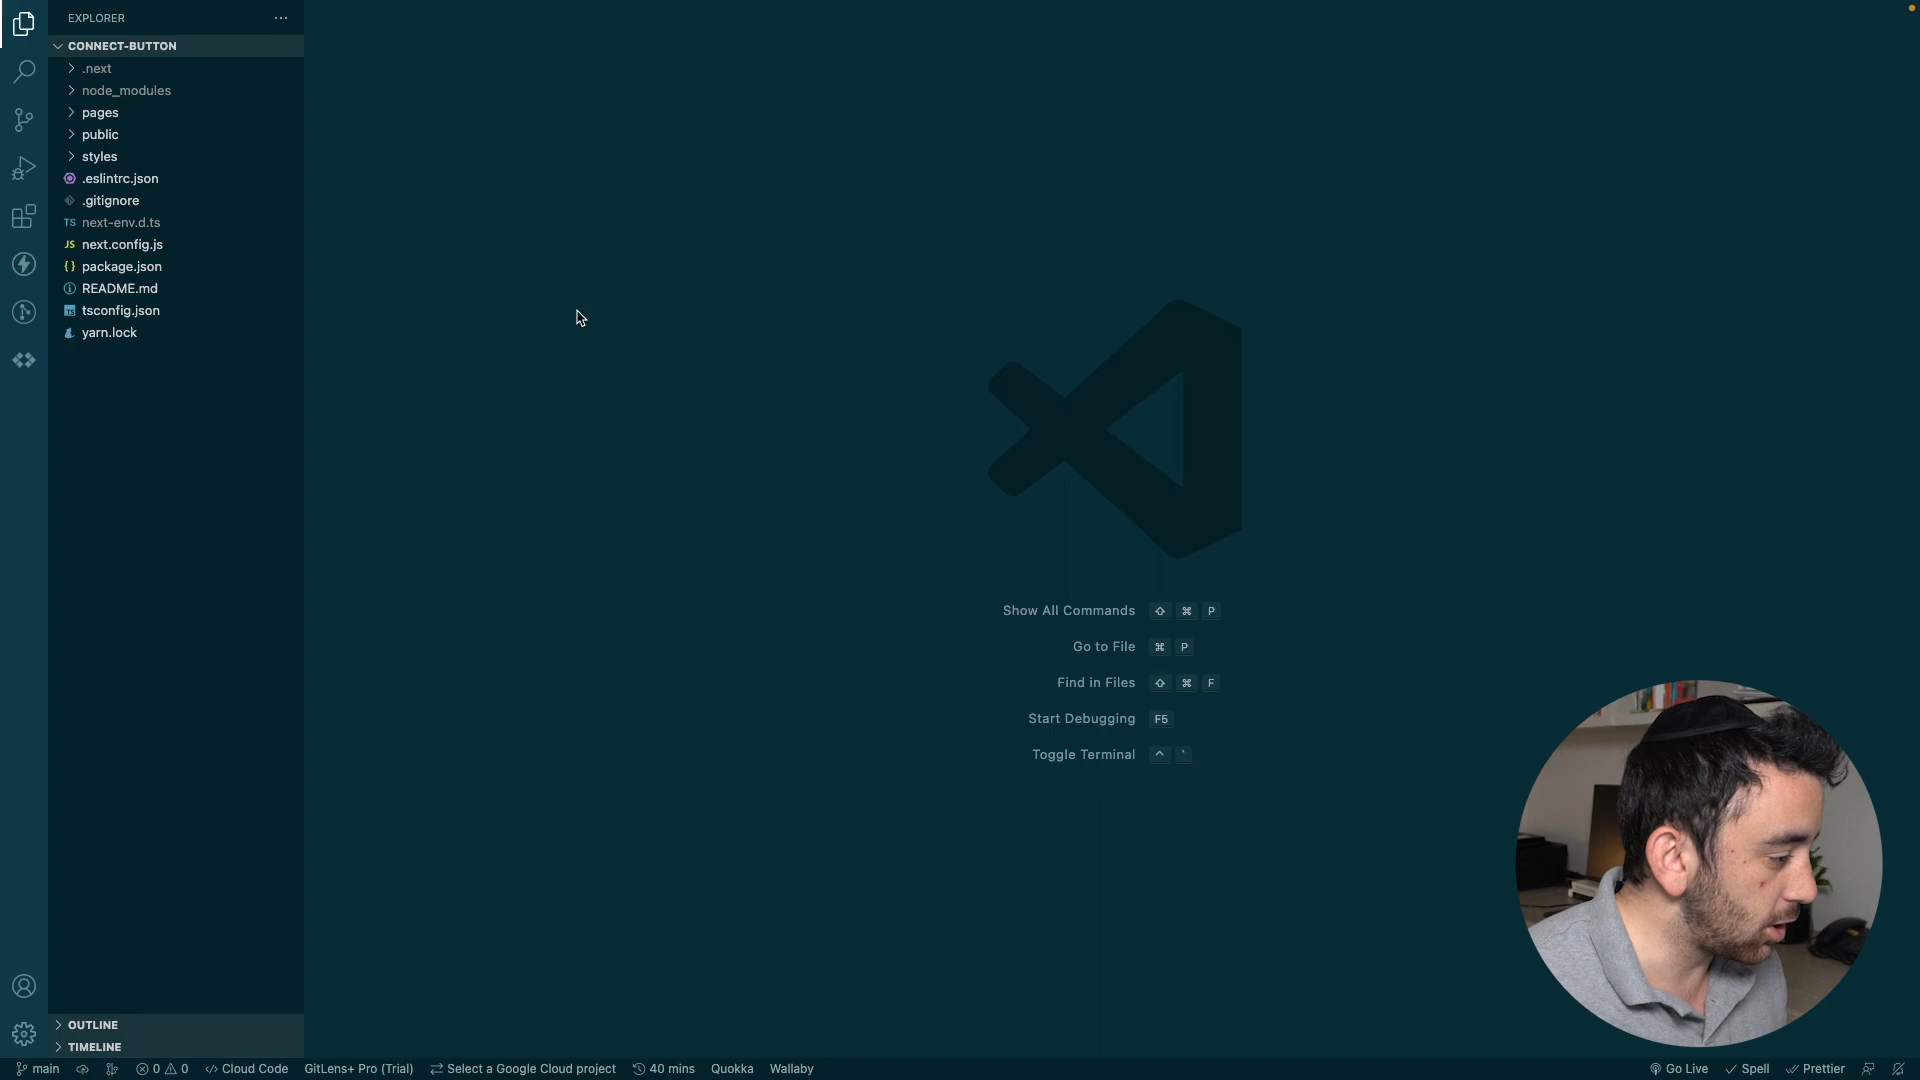 EXPLORER
CONNECT-BUTTON
.next
node_modules
pages
public
styles
.eslintrc.json
.gitignore
TS next-env.d.ts
JS next.config.js
{} package.json
README.md
TS tsconfig.json
yarn.lock
Show All Commands ⇧ ⌘ P
Go to File ⌘ P
Find in Files ⇧ ⌘ F
Start Debugging F5
Toggle Terminal ^ `
OUTLINE
TIMELINE
main 0 0 Cloud Code GitLens+ Pro (Trial) Select a Google Cloud project 40 mins Quokka Wallaby Go Live Spell Prettier